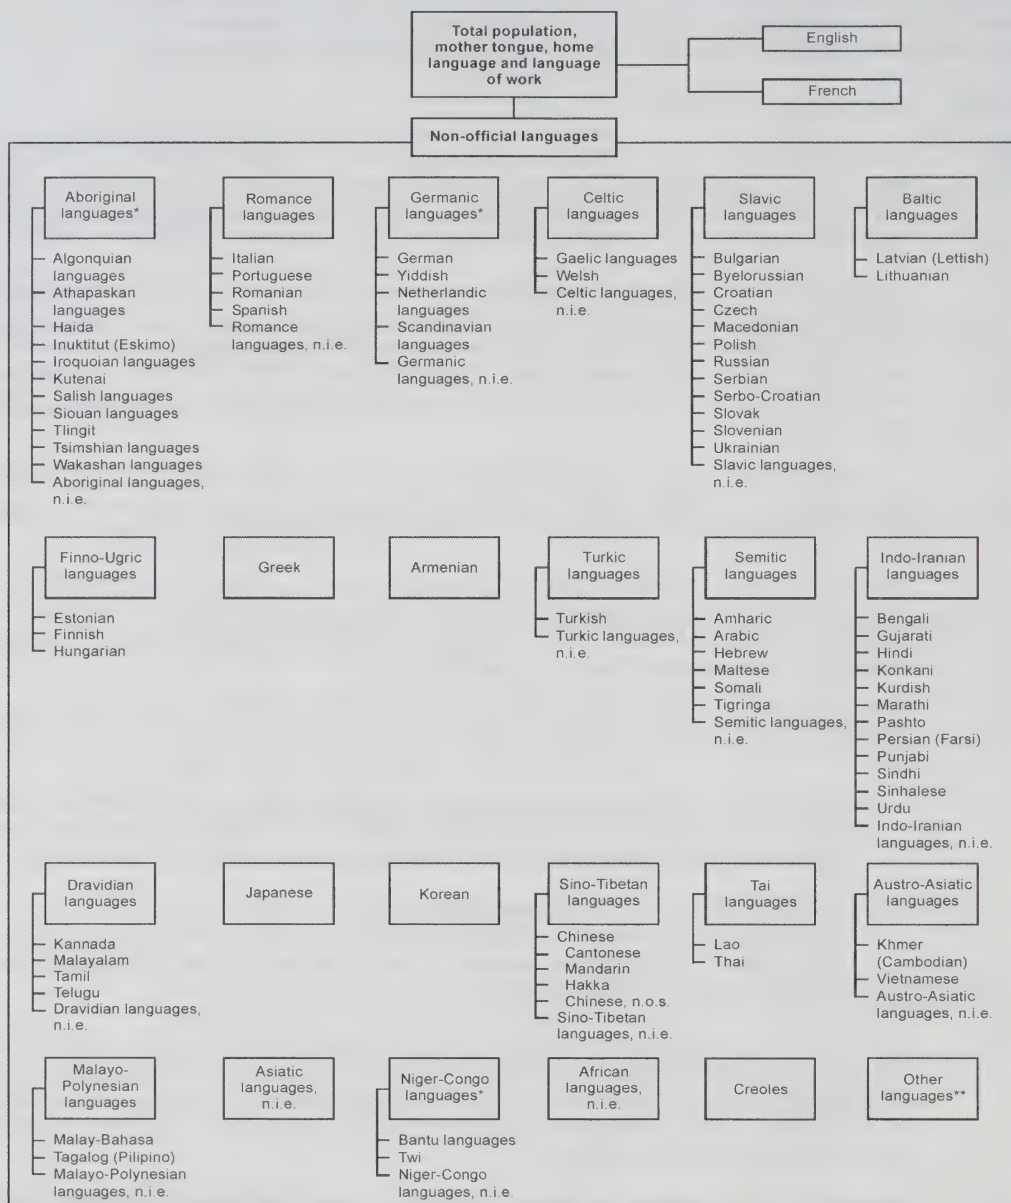 Total population,
mother tongue, home
language and language
of work
English
French
Non-official languages
Aboriginal
languages*
Algonquian
languages
Athapaskan
languages
Haida
Inuktitut (Eskimo)
Iroquoian languages
Kutenai
Salish languages
Siouan languages
Tlingit
Tsimshian languages
Wakashan languages
Aboriginal languages,
n.i.e.
Romance
languages
Italian
Portuguese
Romanian
Spanish
Romance
languages, n.i.e.
Germanic
languages*
German
Yiddish
Netherlandic
languages
Scandinavian
languages
Germanic
languages, n.i.e.
Celtic
languages
Gaelic languages
Welsh
Celtic languages,
n.i.e.
Slavic
languages
Bulgarian
Byelorussian
Croatian
Czech
Macedonian
Polish
Russian
Serbian
Serbo-Croatian
Slovak
Slovenian
Ukrainian
Slavic languages,
n.i.e.
Baltic
languages
Latvian (Lettish)
Lithuanian
Finno-Ugric
languages
Estonian
Finnish
Hungarian
Greek
Armenian
Turkic
languages
Turkish
Turkic languages,
n.i.e.
Semitic
languages
Amharic
Arabic
Hebrew
Maltese
Somali
Tigringa
Semitic languages,
n.i.e.
Indo-Iranian
languages
Bengali
Gujarati
Hindi
Konkani
Kurdish
Marathi
Pashto
Persian (Farsi)
Punjabi
Sindhi
Sinhalese
Urdu
Indo-Iranian
languages, n.i.e.
Dravidian
languages
Kannada
Malayalam
Tamil
Telugu
Dravidian languages,
n.i.e.
Japanese
Korean
Sino-Tibetan
languages
Chinese
Cantonese
Mandarin
Hakka
Chinese, n.o.s.
Sino-Tibetan
languages, n.i.e.
Tai
languages
Lao
Thai
Austro-Asiatic
languages
Khmer
(Cambodian)
Vietnamese
Austro-Asiatic
languages, n.i.e.
Malayo-
Polynesian
languages
Malay-Bahasa
Tagalog (Pilipino)
Malayo-Polynesian
languages, n.i.e.
Asiatic
languages,
n.i.e.
Niger-Congo
languages*
Bantu languages
Twi
Niger-Congo
languages, n.i.e.
African
languages,
n.i.e.
Creoles
Other
languages**